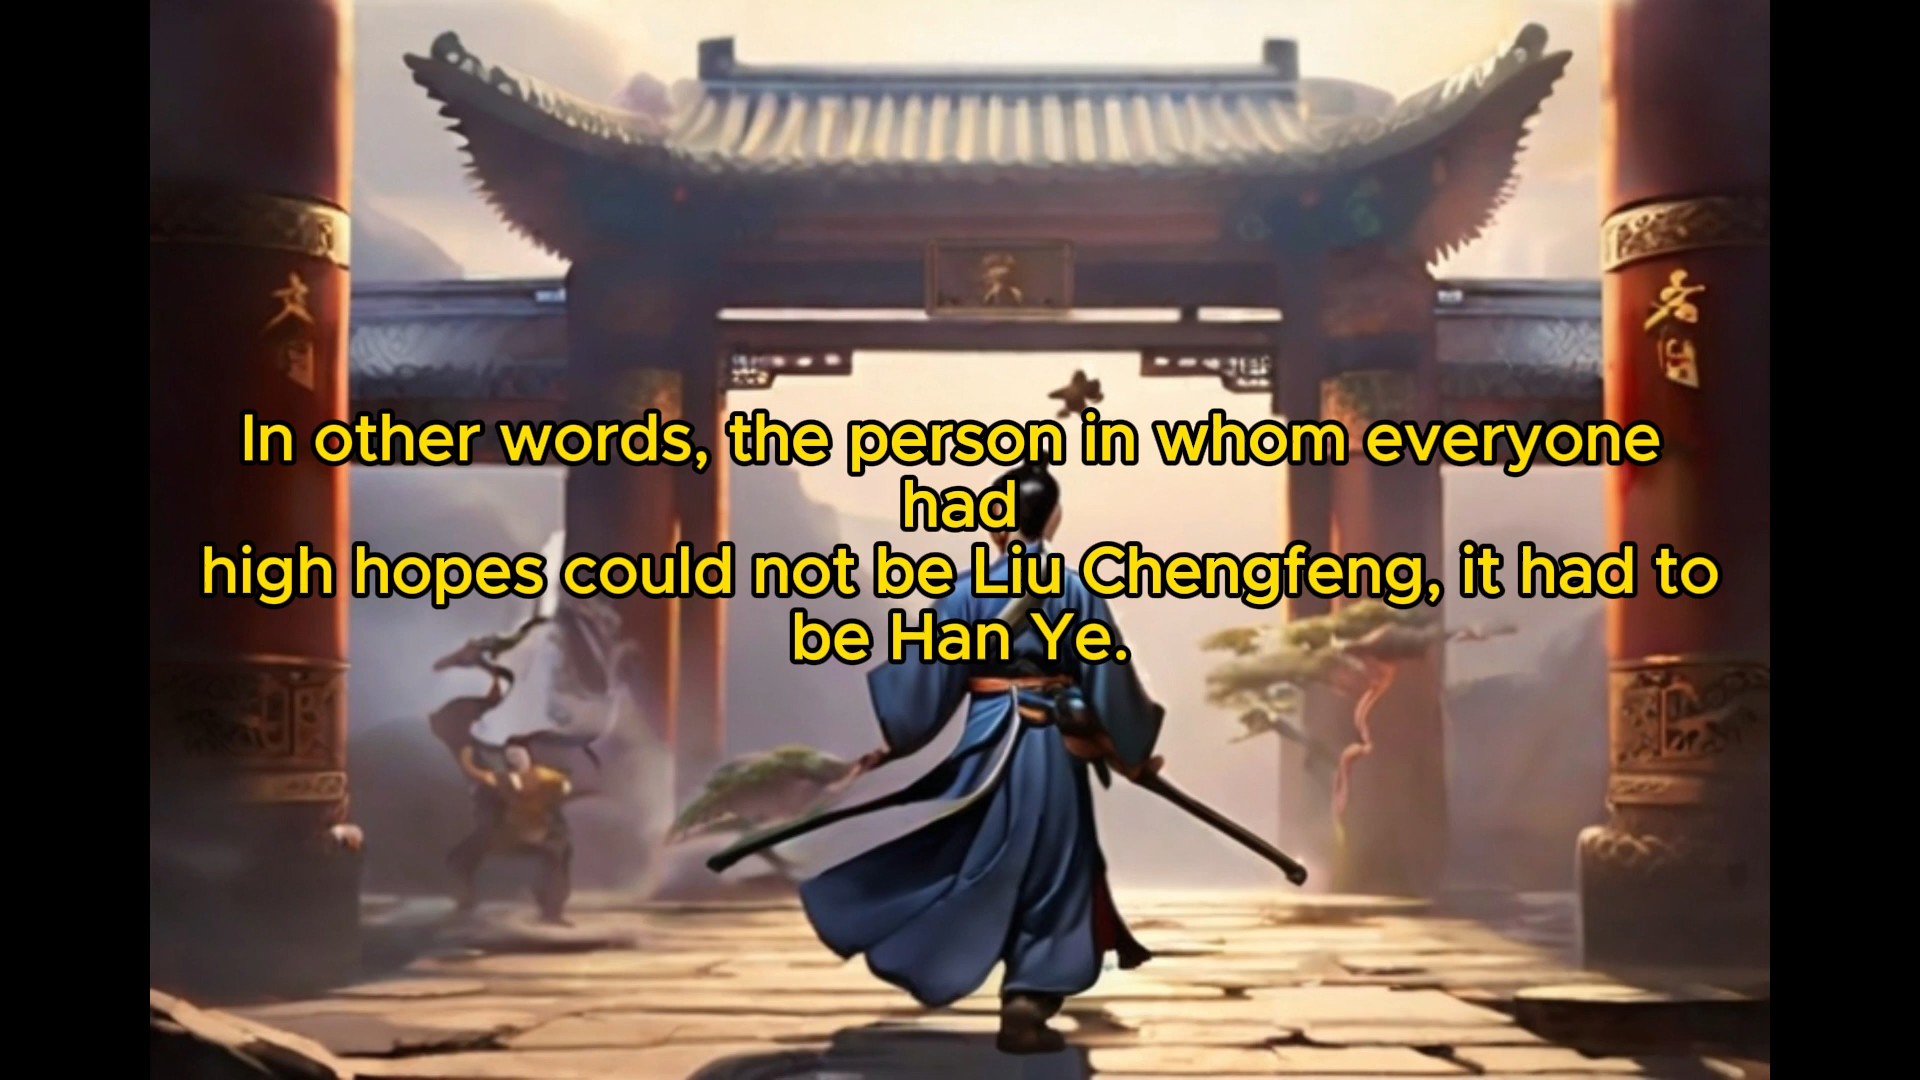 In other words, the person in whom everyone
had
high hopes could not be Liu Chengfeng, it had to
be Han Ye.